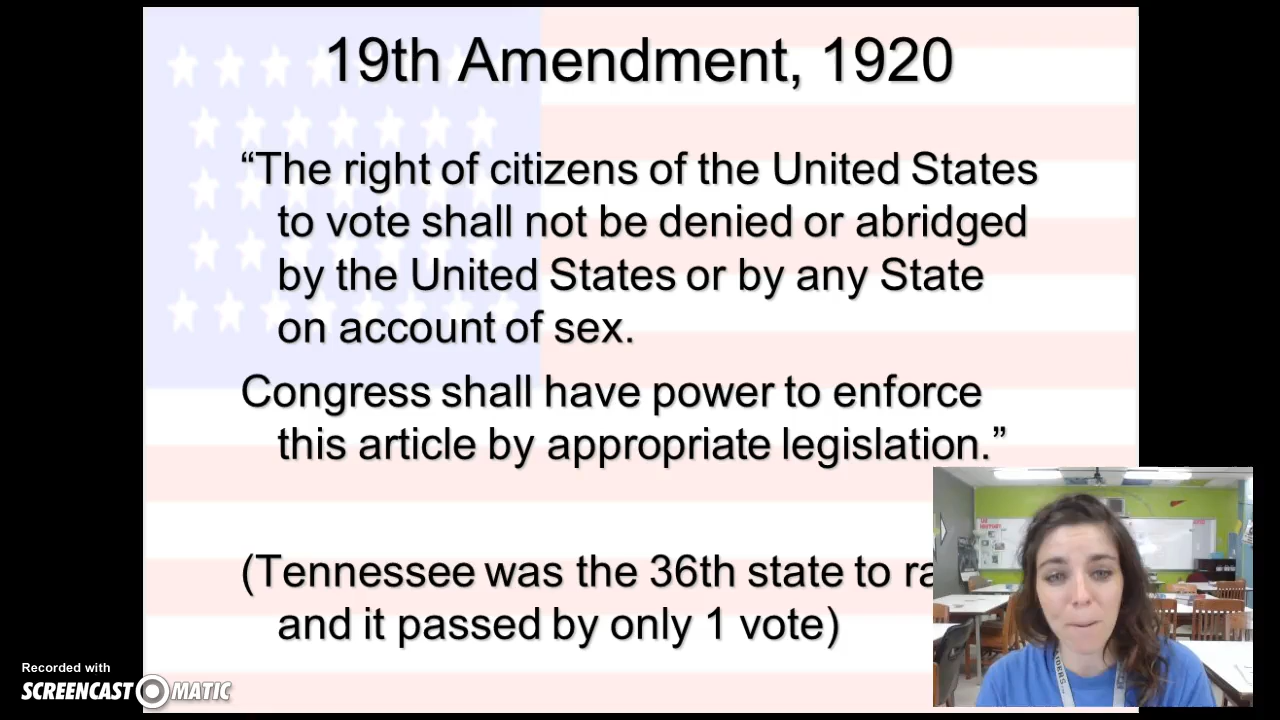 19th Amendment, 1920
“The right of citizens of the United States
to vote shall not be denied or abridged
by the United States or by any State
on account of sex.
Congress shall have power to enforce
this article by appropriate legislation.”
(Tennessee was the 36th state to ra
and it passed by only 1 vote)
Recorded with
SCREENCAST MATIC